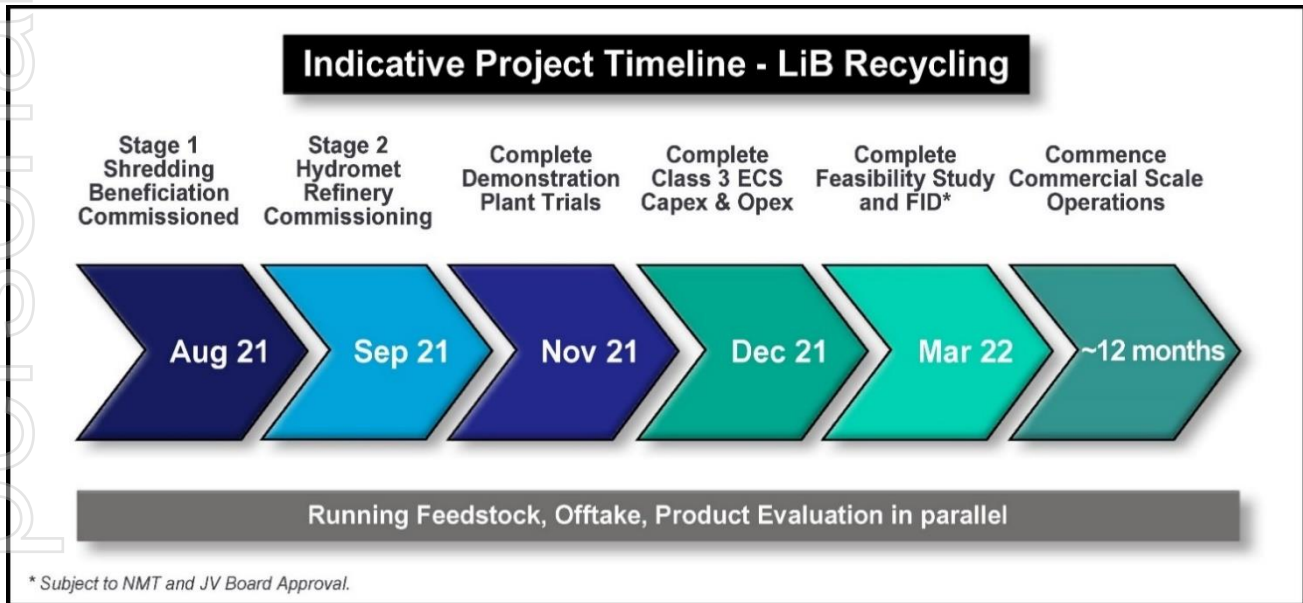 Indicative Project Timeline - LiB Recycling
Stage 1
Shredding
Beneficiation
Commissioned
Stage 2
Hydromet
Refinery
Commissioning
Complete
Demonstration
Plant Trials
Complete
Class 3 ECS
Capex & Opex
Complete
Feasibility Study
and FID*
Commence
Commercial Scale
Operations
Aug 21
Sep 21
Nov 21
Dec 21
Mar 22
~12 months
Running Feedstock, Offtake, Product Evaluation in parallel
* Subject to NMT and JV Board Approval.